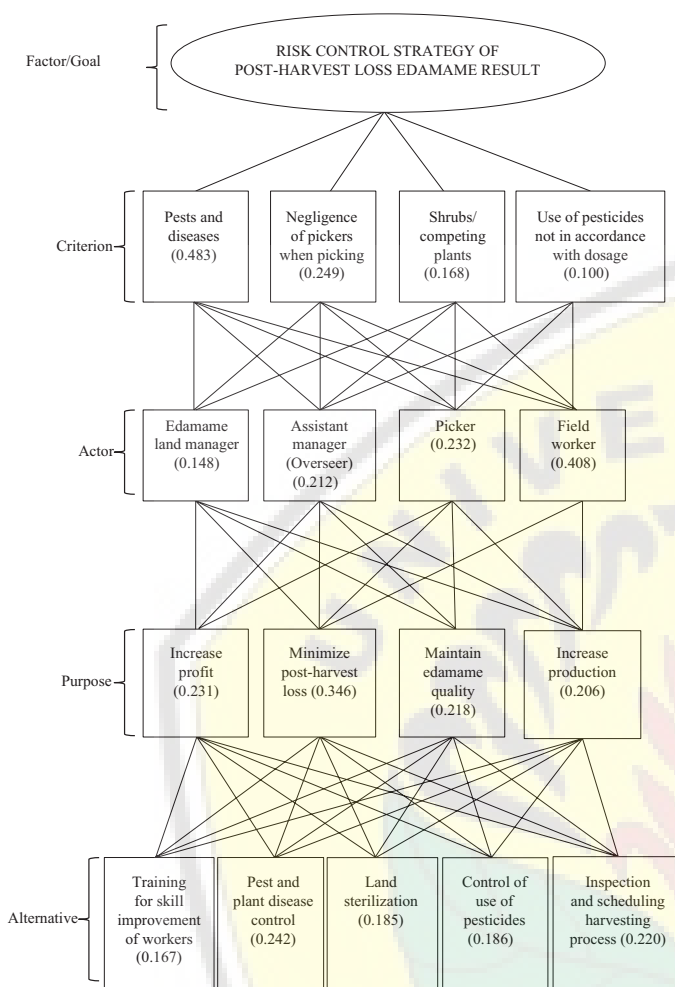 Factor/Goal
RISK CONTROL STRATEGY OF
POST-HARVEST LOSS EDAMAME RESULT
Criterion
Pests and
diseases
(0.483)
Negligence
of pickers
when picking
(0.249)
Shrubs/
competing
plants
(0.168)
Use of pesticides
not in accordance
with dosage
(0.100)
Actor
Edamame
land manager
(0.148)
Assistant
manager
(Overseer)
(0.212)
Picker
(0.232)
Field
worker
(0.408)
Purpose
Increase
profit
(0.231)
Minimize
post-harvest
loss (0.346)
Maintain
edamame
quality
(0.218)
Increase
production
(0.206)
Alternative
Training
for skill
improvement
of workers
(0.167)
Pest and
plant disease
control
(0.242)
Land
sterilization
(0.185)
Control of
use of
pesticides
(0.186)
Inspection
and scheduling
harvesting
process (0.220)
UNIVE